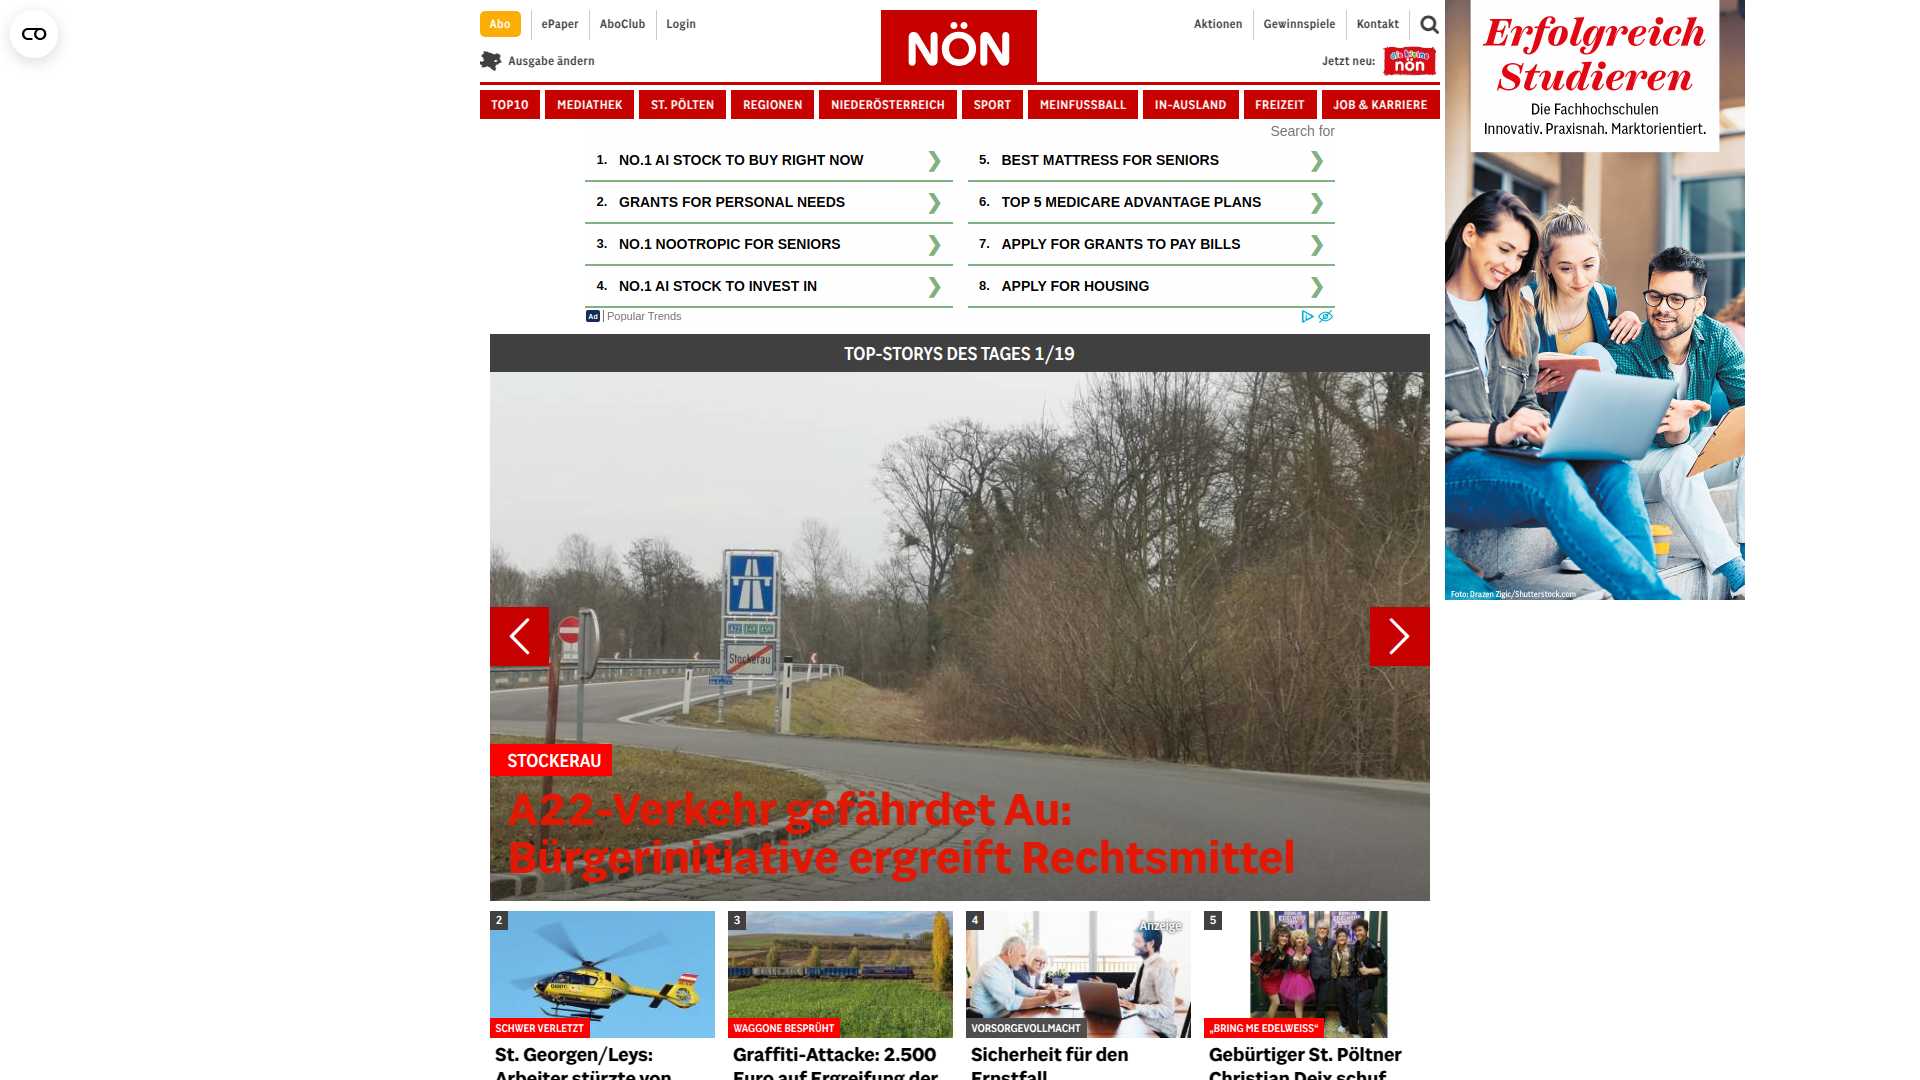 Abo
ePaper
AboClub
Login
NÖN
Aktionen
Gewinnspiele
Kontakt
Ausgabe ändern
Jetzt neu:
die kleine
nön
TOP10
MEDIATHEK
ST. PÖLTEN
REGIONEN
NIEDERÖSTERREICH
SPORT
MEINFUSSBALL
IN-AUSLAND
FREIZEIT
JOB & KARRIERE
Search for
1. NO.1 AI STOCK TO BUY RIGHT NOW
2. GRANTS FOR PERSONAL NEEDS
3. NO.1 NOOTROPIC FOR SENIORS
4. NO.1 AI STOCK TO INVEST IN
5. BEST MATTRESS FOR SENIORS
6. TOP 5 MEDICARE ADVANTAGE PLANS
7. APPLY FOR GRANTS TO PAY BILLS
8. APPLY FOR HOUSING
Ad | Popular Trends
Erfolgreich
Studieren
Die Fachhochschulen
Innovativ. Praxisnah. Marktorientiert.
Foto: Drazen Zigic/Shutterstock.com
TOP-STORYS DES TAGES 1/19
A22
Stockerau
STOCKERAU
A22-Verkehr gefährdet Au:
Bürgerinitiative ergreift Rechtsmittel
2
SCHWER VERLETZT
St. Georgen/Leys:
Arbeiter stürzte von
3
WAGGONE BESPRÜHT
Graffiti-Attacke: 2.500
Euro auf Ergreifung der
4
Anzeige
VORSORGEVOLLMACHT
Sicherheit für den
Ernstfall
5
„BRING ME EDELWEISS“
Gebürtiger St. Pöltner
Christian Deix schuf